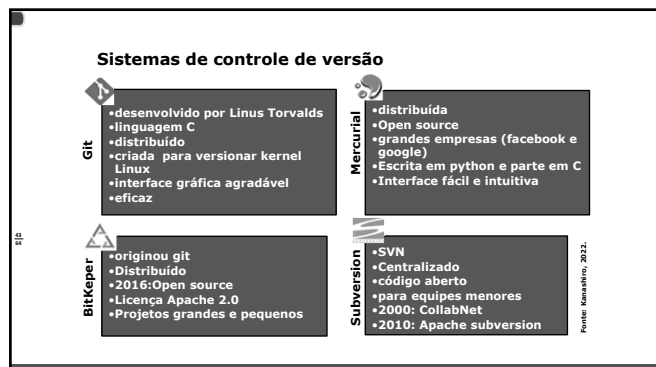 Sistemas de controle de versão
Git
•desenvolvido por Linus Torvalds
•linguagem C
•distribuído
•criada para versionar kernel
Linux
•interface gráfica agradável
•eficaz
Mercurial
•distribuída
•Open source
•grandes empresas (facebook e
google)
•Escrita em python e parte em C
•Interface fácil e intuitiva
BitKeper
•originou git
•Distribuído
•2016:Open source
•Licença Apache 2.0
•Projetos grandes e pequenos
Subversion
•SVN
•Centralizado
•código aberto
•para equipes menores
•2000: CollabNet
•2010: Apache subversion
Fonte: Kanashiro, 2022.
43
54